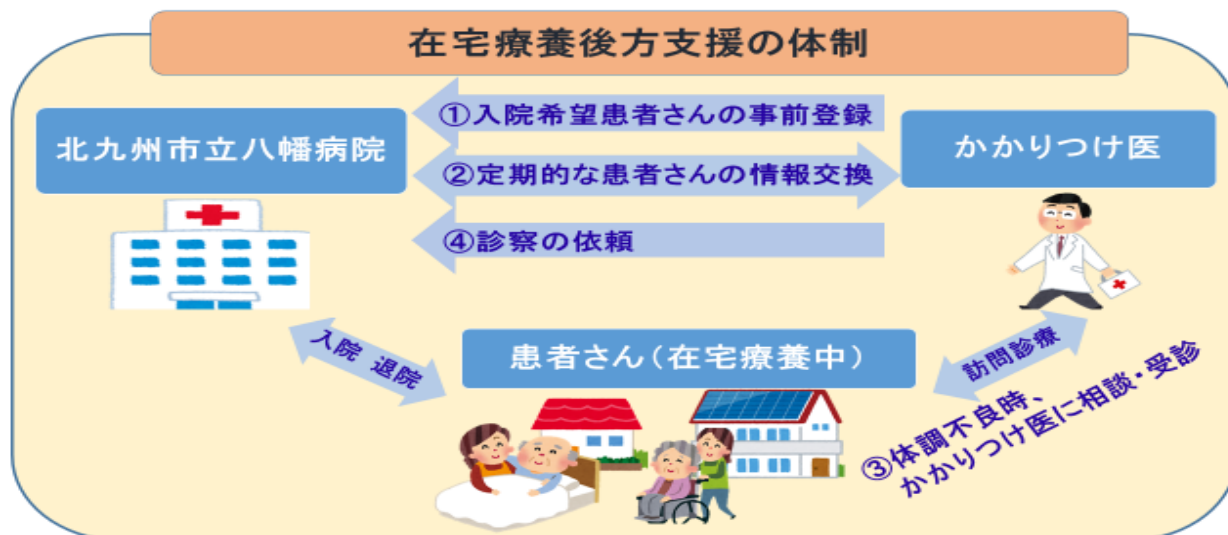 在宅療養後方支援の体制
北九州市立八幡病院
①入院希望患者さんの事前登録
②定期的な患者さんの情報交換
④診察の依頼
かかりつけ医
入院 退院
患者さん(在宅療養中)
訪問診療
③体調不良時、
かかりつけ医に相談・受診